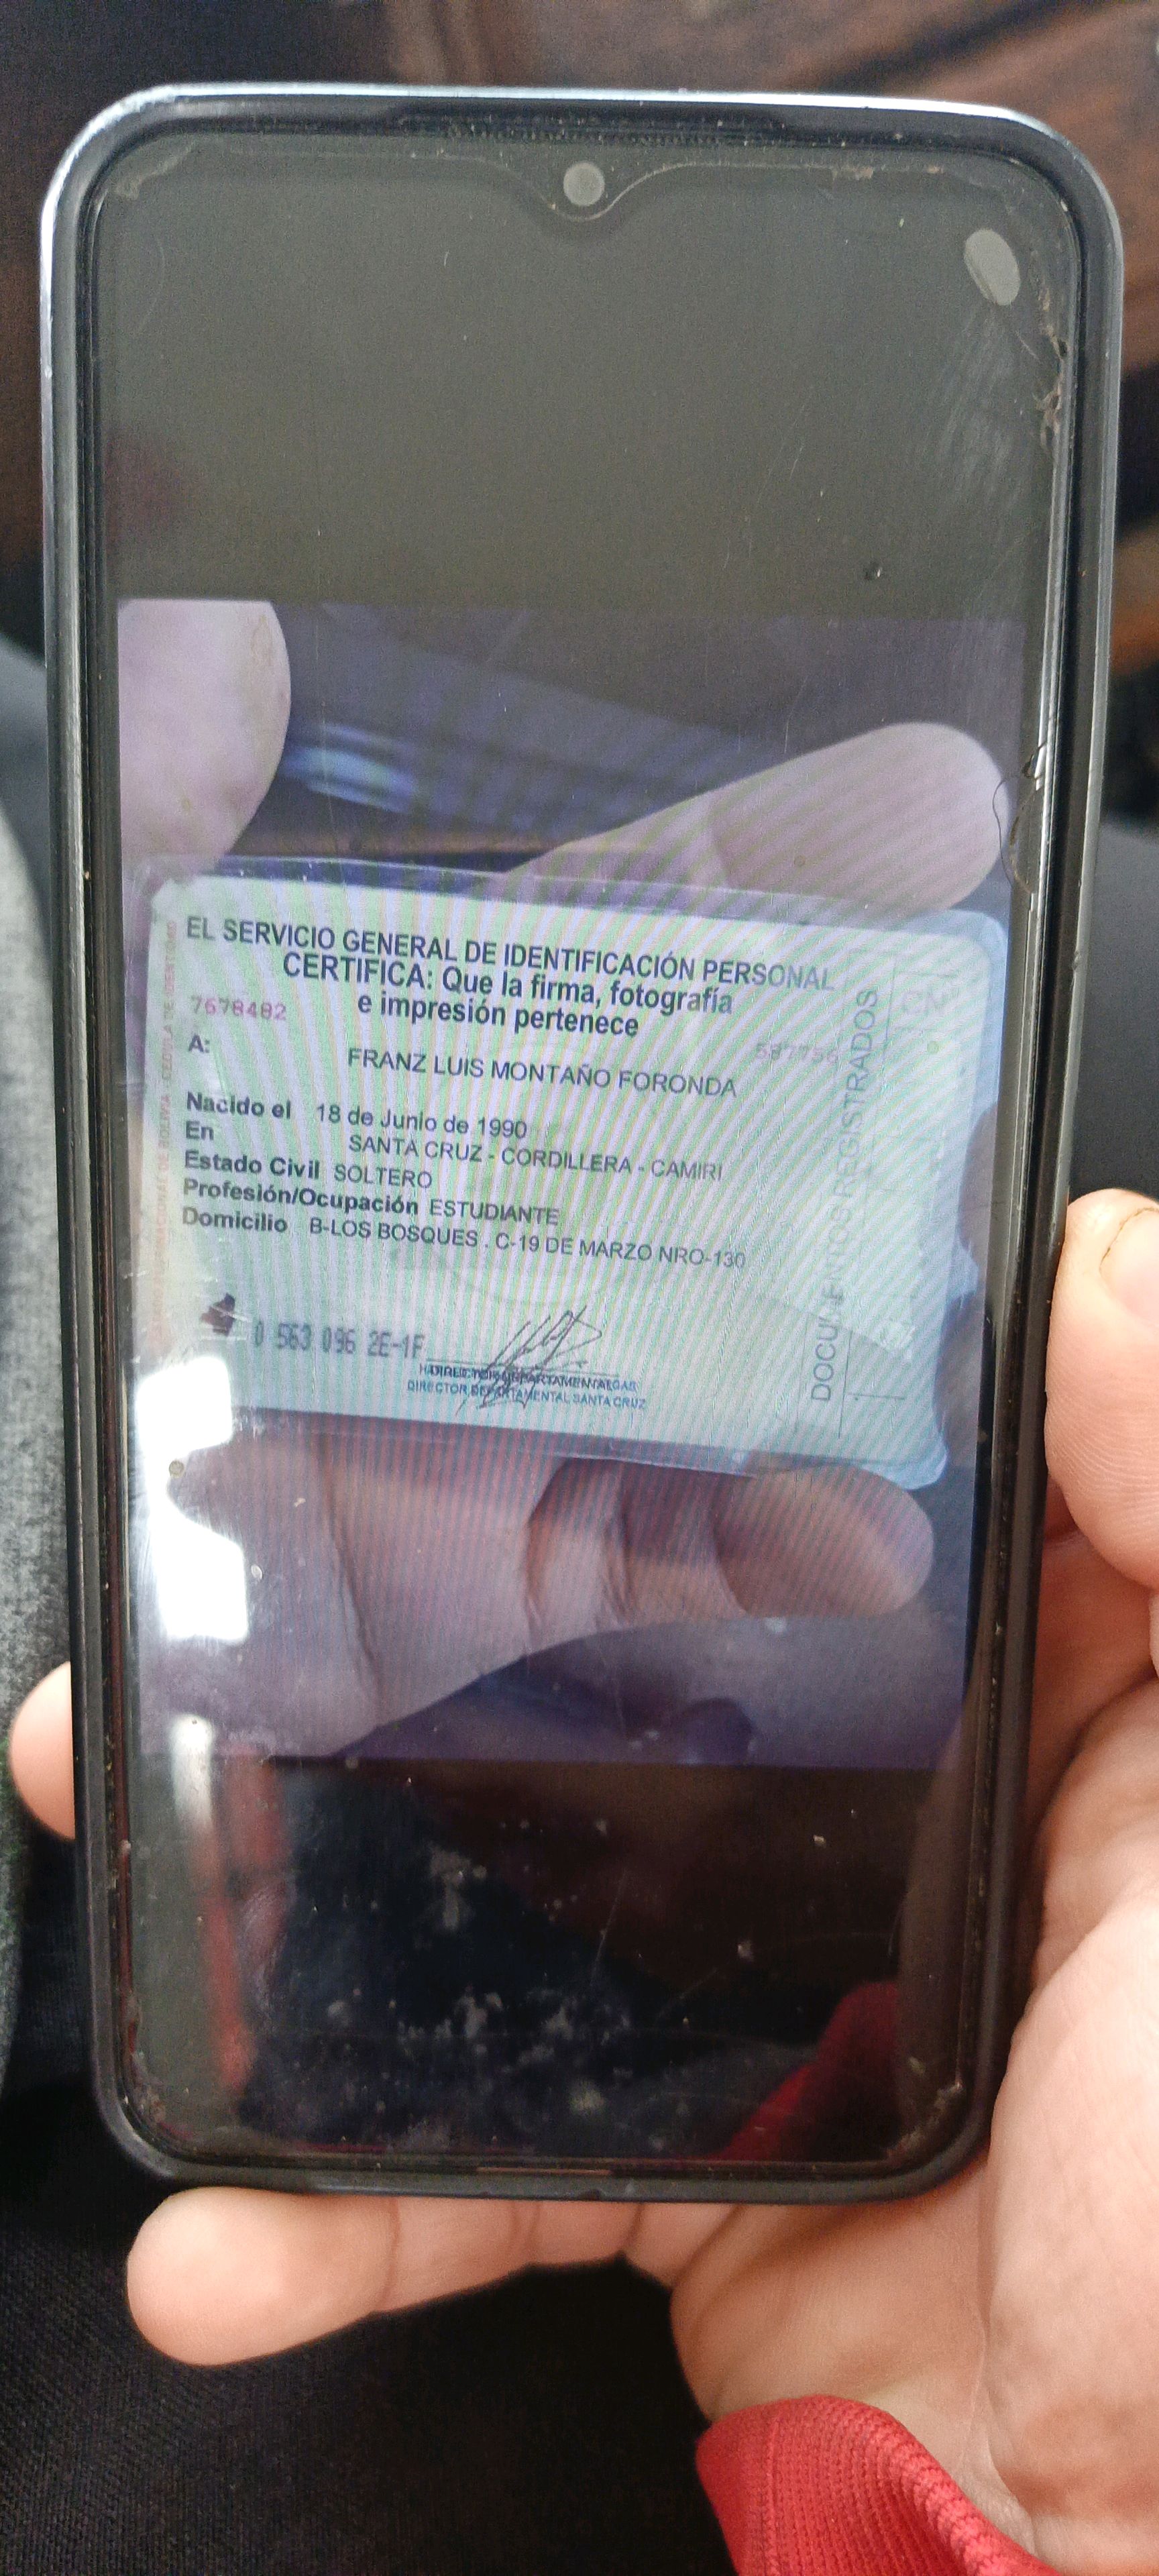 EL SERVICIO GENERAL DE IDENTIFICACIÓN PERSONAL
CERTIFICA: Que la firma, fotografía
e impresión pertenece
7678482
A:
FRANZ LUIS MONTAÑO FORONDA
Nacido el 18 de Junio de 1990
En SANTA CRUZ - CORDILLERA - CAMIRI
Estado Civil SOLTERO
Profesión/Ocupación ESTUDIANTE
Domicilio B-LOS BOSQUES . C-19 DE MARZO NRO-130
0 563 096 2E-1F
DIRECTOR DEPARTAMENTAL SANTA CRUZ
DOCUMENTOS REGISTRADOS